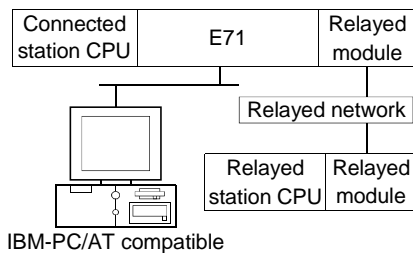 Connected
station CPU
E71
Relayed
module
Relayed network
Relayed
station CPU
Relayed
module
IBM-PC/AT compatible